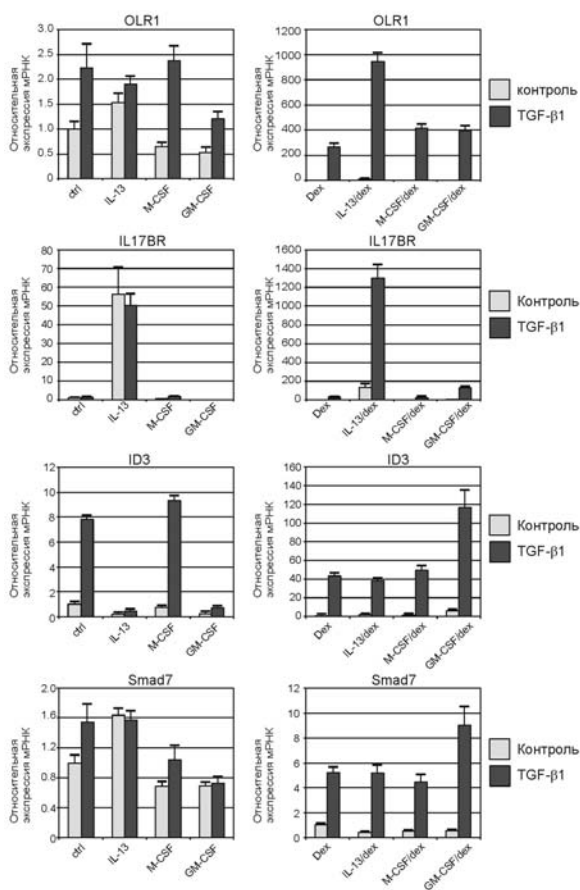 OLR1
Относительная
экспрессия мРНК
3.0
2.5
2.0
1.5
1.0
0.5
0
ctrl
IL-13
M-CSF
GM-CSF
OLR1
1200
1000
800
600
400
200
0
Dex
IL-13/dex
M-CSF/dex
GM-CSF/dex
контроль
TGF-β1
IL17BR
Относительная
экспрессия мРНК
80
70
60
50
40
30
20
10
0
ctrl
IL-13
M-CSF
GM-CSF
IL17BR
1600
1400
1200
1000
800
600
400
200
0
Dex
IL-13/dex
M-CSF/dex
GM-CSF/dex
Контроль
TGF-β1
ID3
Относительная
экспрессия мРНК
12
10
8
6
4
2
0
ctrl
IL-13
M-CSF
GM-CSF
ID3
160
140
120
100
80
60
40
20
0
Dex
IL-13/dex
M-CSF/dex
GM-CSF/dex
Контроль
TGF-β1
Smad7
Относительная
экспрессия мРНК
2.0
1.6
1.2
0.8
0.4
0
ctrl
IL-13
M-CSF
GM-CSF
Smad7
12
10
8
6
4
2
0
Dex
IL-13/dex
M-CSF/dex
GM-CSF/dex
Контроль
TGF-β1